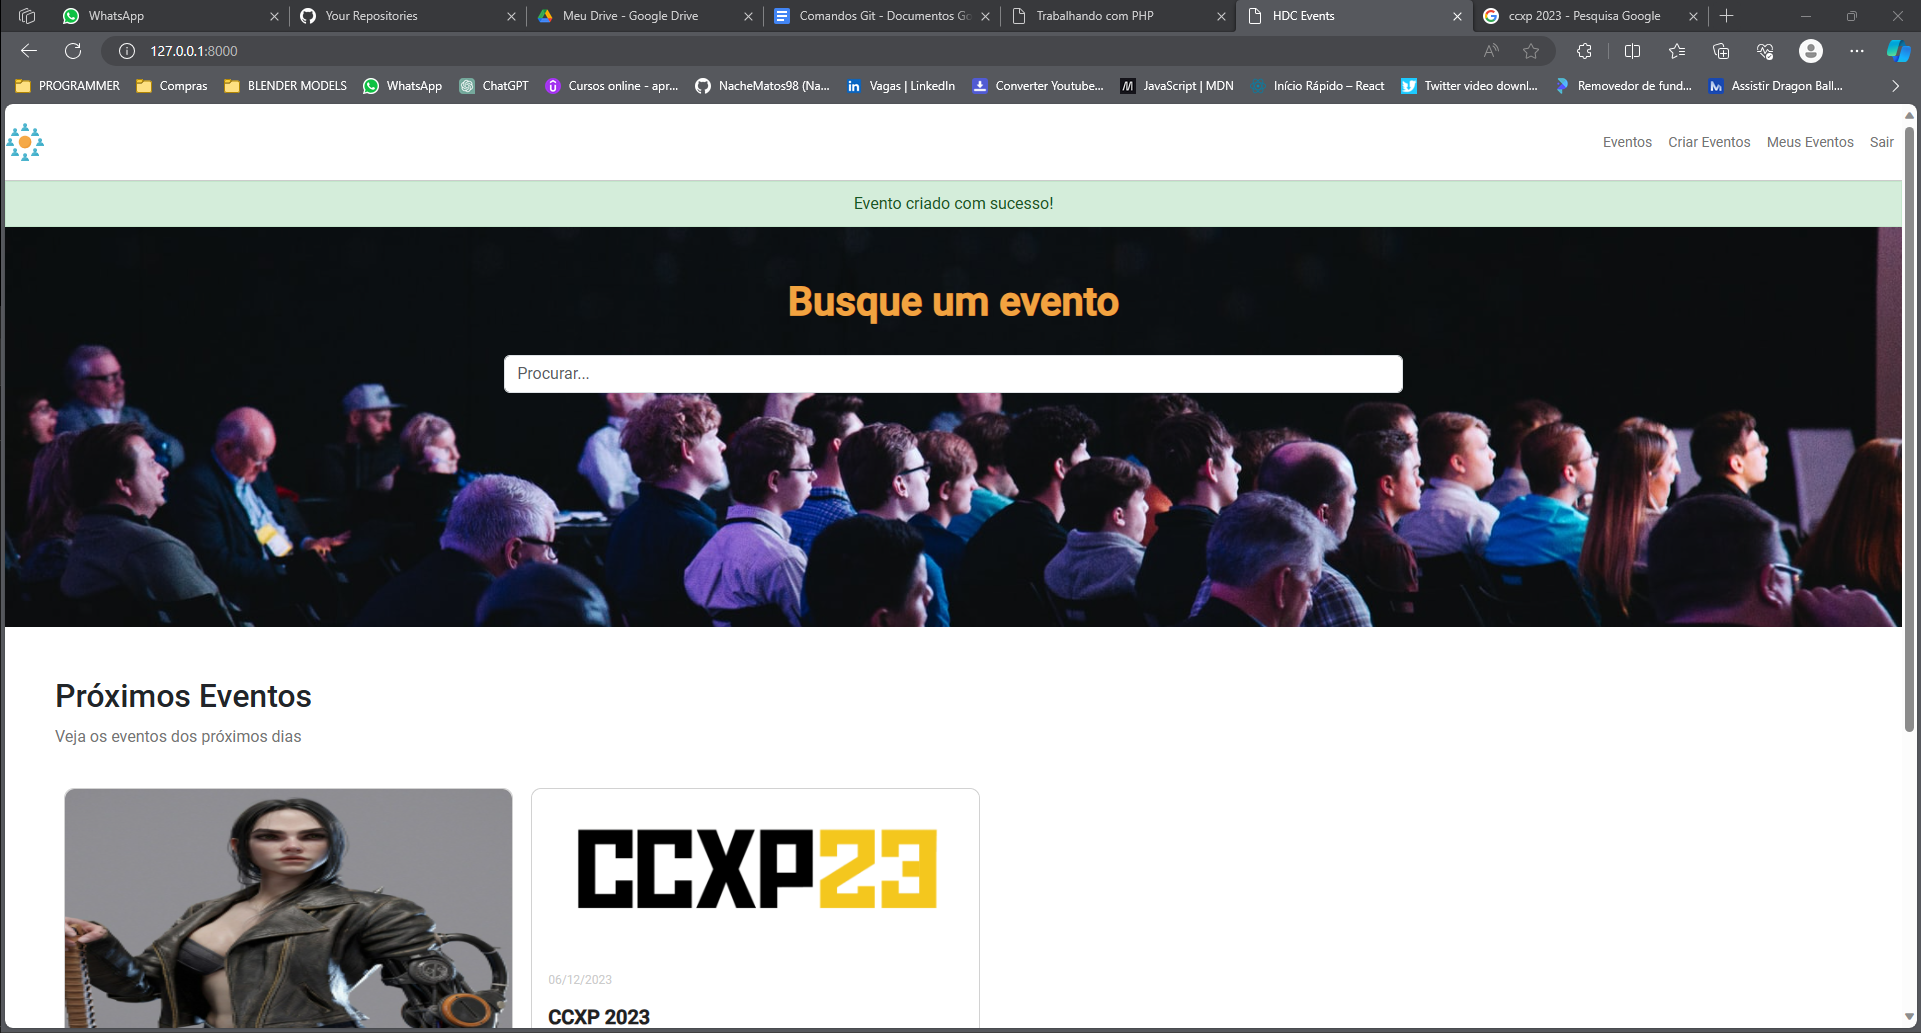 WhatsApp
Your Repositories
Meu Drive - Google Drive
Comandos Git - Documentos Go
Trabalhando com PHP
HDC Events
ccxp 2023 - Pesquisa Google
127.0.0.1:8000
PROGRAMMER
Compras
BLENDER MODELS
WhatsApp
ChatGPT
Cursos online - apr...
NacheMatos98 (Na...
Vagas | LinkedIn
Converter Youtube...
JavaScript | MDN
Início Rápido – React
Twitter video downl...
Removedor de fund...
Assistir Dragon Ball...
Eventos
Criar Eventos
Meus Eventos
Sair
Evento criado com sucesso!
Busque um evento
Procurar...
Próximos Eventos
Veja os eventos dos próximos dias
CCXP23
06/12/2023
CCXP 2023